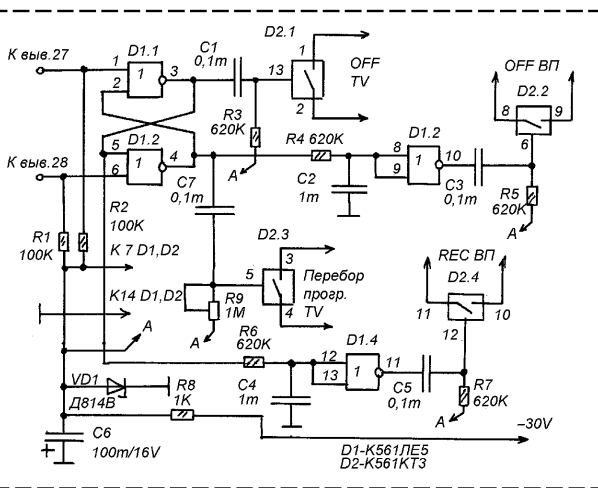 К выв.27
1
2
D1.1
1
3
C1
0,1m
13
D2.1
1
2
OFF
TV
R3
620K
A
К выв.28
5
6
D1.2
1
4
C7
0,1m
R4 620K
C2
1m
D1.2
8
9
1
10
C3
0,1m
OFF ВП
D2.2
8
9
6
R5
620K
A
R1
100K
R2
100K
К 7 D1,D2
К14 D1,D2
A
R9
1M
A
D2.3
5
3
4
Перебор
прогр.
TV
REC ВП
D2.4
11
10
12
R6
620K
C4
1m
D1.4
12
13
1
11
C5
0,1m
R7
620K
A
VD1
Д814В
R8
1K
C6
100m/16V
+
–30V
D1-К561ЛЕ5
D2-К561КТ3